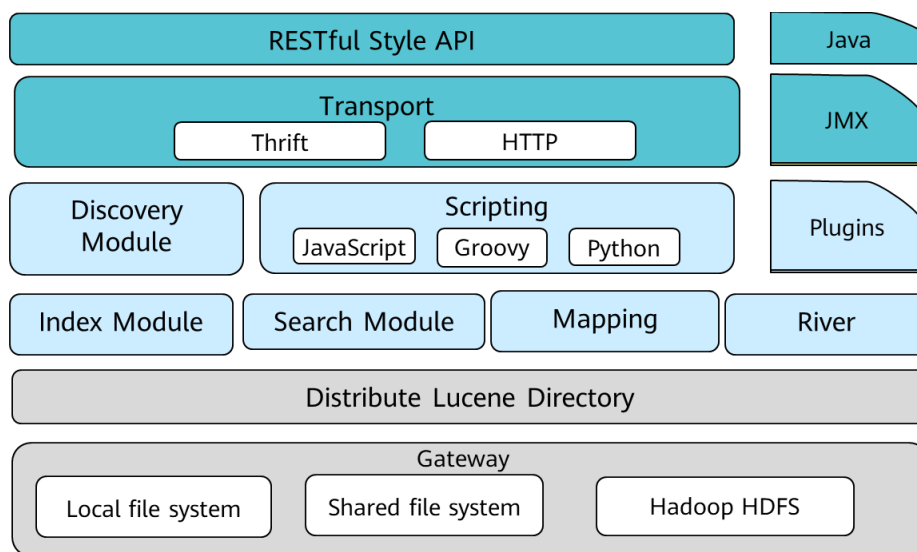 RESTful Style API
Java
Transport
Thrift
HTTP
JMX
Discovery
Module
Scripting
JavaScript
Groovy
Python
Plugins
Index Module
Search Module
Mapping
River
Distribute Lucene Directory
Gateway
Local file system
Shared file system
Hadoop HDFS